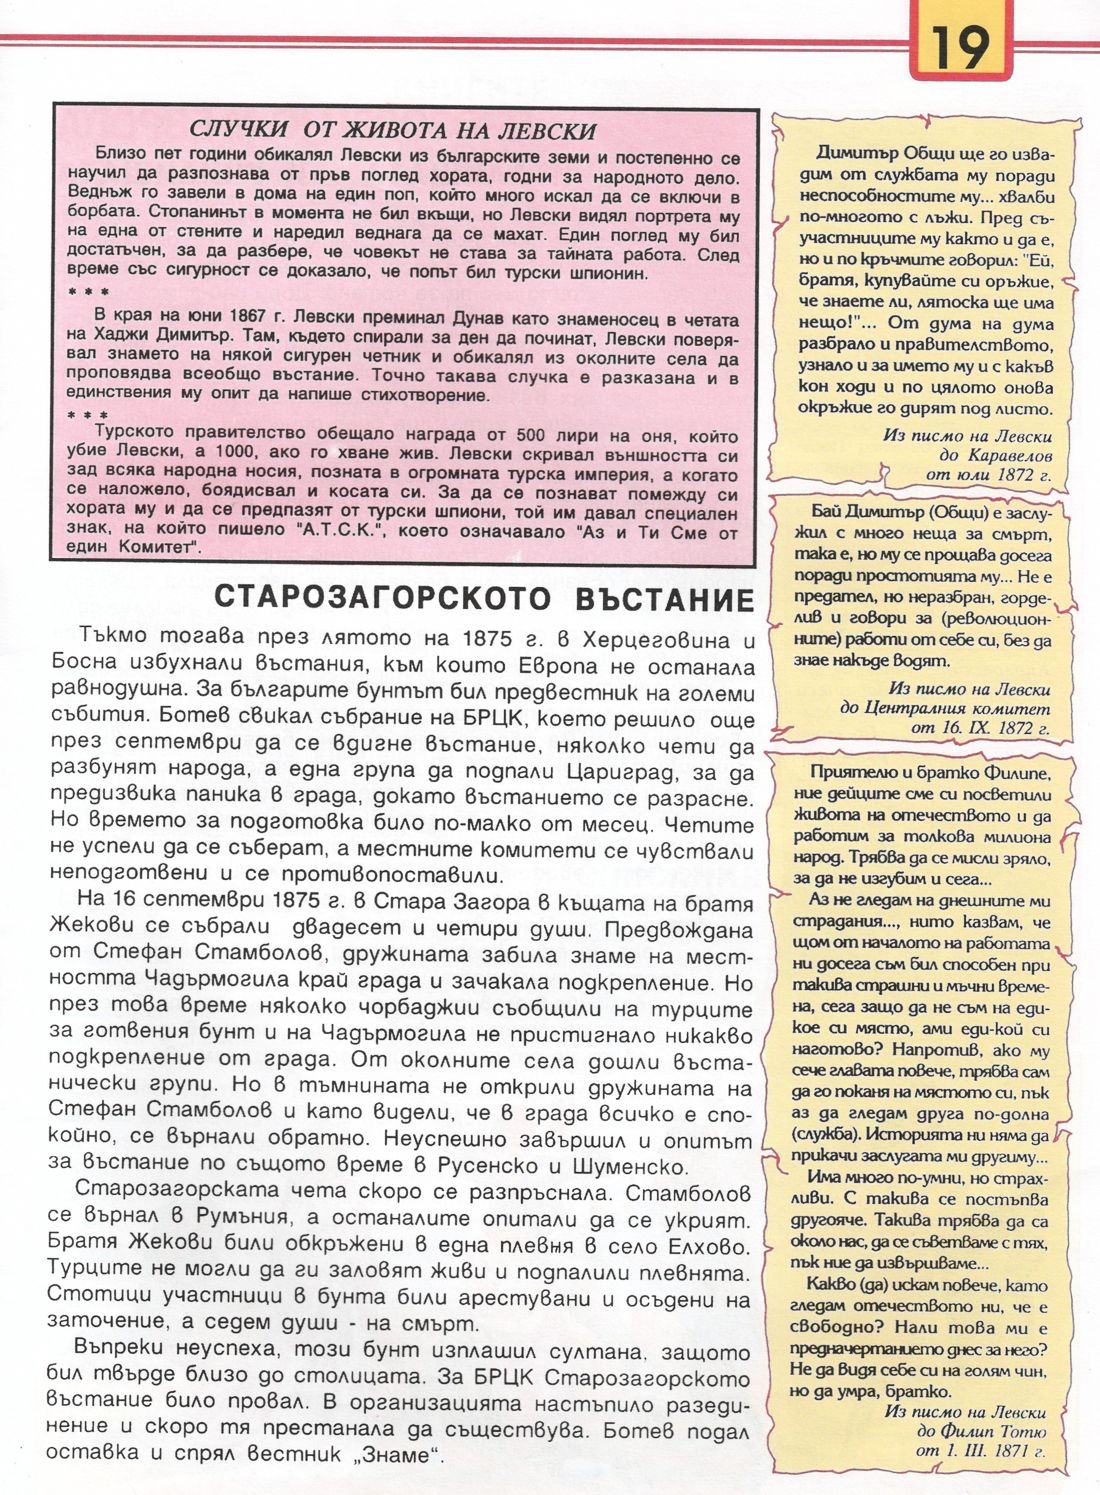 19
СЛУЧКИ ОТ ЖИВОТА НА ЛЕВСКИ
Близо пет години обикалял Левски из българските земи и постепенно се
научил да разпознава от пръв поглед хората, годни за народното дело.
Веднъж го завели в дома на един поп, който много искал да се включи в
борбата. Стопанинът в момента не бил вкъщи, но Левски видял портрета му
на една от стените и наредил веднага да се махат. Един поглед му бил
достатъчен, за да разбере, че човекът не става за тайната работа. След
време със сигурност се доказало, че попът бил турски шпионин.
* * *
В края на юни 1867 г. Левски преминал Дунав като знаменосец в четата
на Хаджи Димитър. Там, където спирали за ден да починат, Левски поверя-
вал знамето на някой сигурен четник и обикалял из околните села да
проповядва всеобщо въстание. Точно такава случка е разказана и в
единствения му опит да напише стихотворение.
* * *
Турското правителство обещало награда от 500 лири на оня, който
убие Левски, а 1000, ако го хване жив. Левски скривал външността си
зад всяка народна носия, позната в огромната турска империя, а когато
се наложело, боядисвал и косата си. За да се познават помежду си
хората му и да се предпазят от турски шпиони, той им давал специален
знак, на който пишело "А.Т.С.К.", което означавало "Аз и Ти Сме от
един Комитет".
СТАРОЗАГОРСКОТО ВЪСТАНИЕ
Тъкмо тогава през лятото на 1875 г. в Херцеговина и
Босна избухнали въстания, към които Европа не останала
равнодушна. За българите бунтът бил предвестник на големи
събития. Ботев свикал събрание на БРЦК, което решило още
през септември да се вдигне въстание, няколко чети да
разбунят народа, а една група да подпали Цариград, за да
предизвика паника в града, докато въстанието се разрасне.
Но времето за подготовка било по-малко от месец. Четите
не успели да се съберат, а местните комитети се чувствали
неподготвени и се противопоставили.
На 16 септември 1875 г. в Стара Загора в къщата на братя
Жекови се събрали двадесет и четири души. Предвождана
от Стефан Стамболов, дружината забила знаме на мест-
ността Чадърмогила край града и зачакала подкрепление. Но
през това време няколко чорбаджии съобщили на турците
за готвения бунт и на Чадърмогила не пристигнало никакво
подкрепление от града. От околните села дошли въста-
нически групи. Но в тъмнината не открили дружината на
Стефан Стамболов и като видели, че в града всичко е спо-
койно, се върнали обратно. Неуспешно завършил и опитът
за въстание по същото време в Русенско и Шуменско.
Старозагорската чета скоро се разпръснала. Стамболов
се върнал в Румъния, а останалите опитали да се укрият.
Братя Жекови били обкръжени в една плевня в село Елхово.
Турците не могли да ги заловят живи и подпалили плевнята.
Стотици участници в бунта били арестувани и осъдени на
заточение, а седем души - на смърт.
Въпреки неуспеха, този бунт изплашил султана, защото
бил твърде близо до столицата. За БРЦК Старозагорското
въстание било провал. В организацията настъпило разеди-
нение и скоро тя престанала да съществува. Ботев подал
оставка и спрял вестник „Знаме“.
Димитър Общи ще го изва-
дим от службата му поради
неспособностите му... хвалби
по-многото с лъжи. Пред съ-
участниците му както и да е,
но и по кръчмите говорил: "Ей,
братя, купувайте си оръжие,
че знаете ли, лятоска ще има
нещо!"... От дума на дума
разбрало и правителството,
узнало и за името му и с какъв
кон ходи и по цялото онова
окръжие го дирят под листо.
Из писмо на Левски
до Каравелов
от юли 1872 г.
Бай Димитър (Общи) е заслу-
жил с много неща за смърт,
така е, но му се прощава досега
поради простотията му... Не е
предател, но неразбран, горде-
лив и говори за (революцион-
ните) работи от себе си, без да
знае накъде водят.
Из писмо на Левски
до Централния комитет
от 16. IX. 1872 г.
Приятелю и братко Филипе,
ние дейците сме си посветили
живота на отечеството и да
работим за толкова милиона
народ. Трябва да се мисли зряло,
за да не изгубим и сега...
Аз не гледам на днешните ми
страдания..., нито казвам, че
щом от началото на работата
ни досега съм бил способен при
такива страшни и мъчни време-
на, сега защо да не съм на еди-
кое си място, ами еди-кой си
наготово? Напротив, ако му
сече главата повече, трябва сам
да го поканя на мястото си, пък
аз да гледам друга по-долна
(служба). Историята ни няма да
прикачи заслугата ми другиму...
Има много по-умни, но страх-
ливи. С такива се постъпва
другояче. Такива трябва да са
около нас, да се съветваме с тях,
пък ние да извършваме...
Какво (да) искам повече, като
гледам отечеството ни, че е
свободно? Нали това ми е
предначертанието днес за него?
Не да видя себе си на голям чин,
но да умра, братко.
Из писмо на Левски
до Филип Тотю
от 1. III. 1871 г.